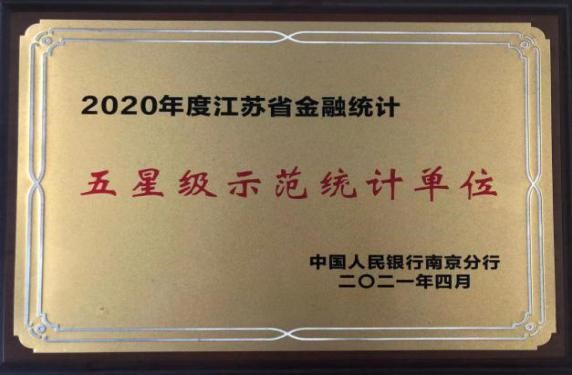 2020年度江苏省金融统计
五星级示范统计单位
中国人民银行南京分行
二〇二一年四月